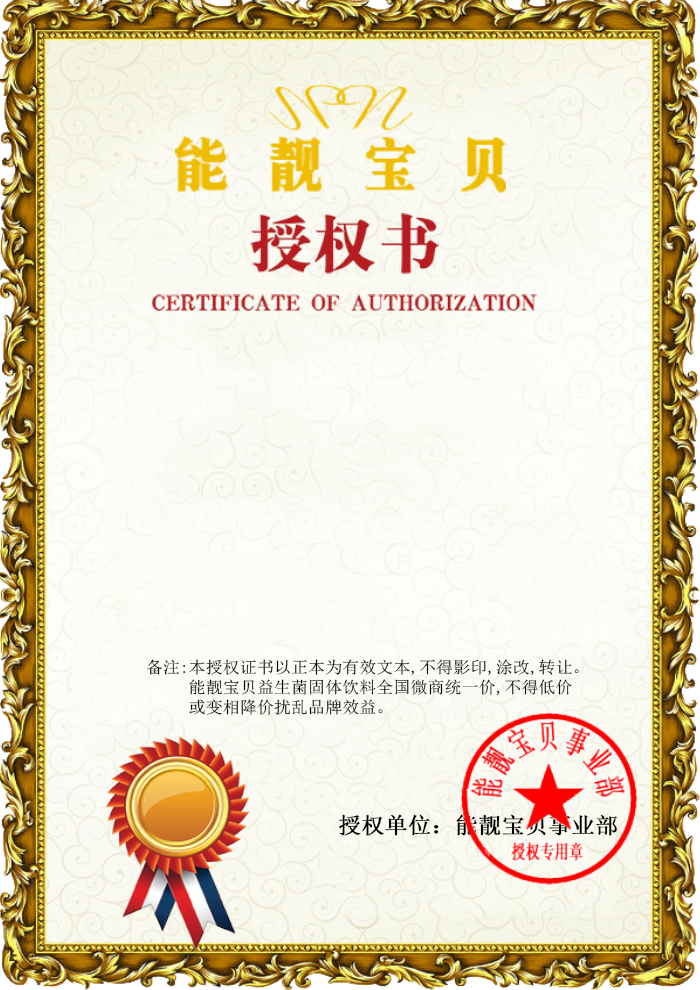 能靓宝贝
授权书
CERTIFICATE OF AUTHORIZATION
备注:本授权证书以正本为有效文本,不得影印,涂改,转让。
能靓宝贝益生菌固体饮料全国微商统一价,不得低价
或变相降价扰乱品牌效益。
能靓宝贝事业部
授权单位：能靓宝贝事业部
授权专用章